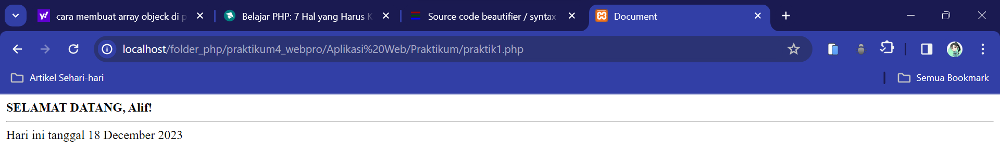 cara membuat array objeck di p
Belajar PHP: 7 Hal yang Harus K
Source code beautifier / syntax
Document
localhost/folder_php/praktikum4_webpro/Aplikasi%20Web/Praktikum/praktik1.php
Artikel Sehari-hari
Semua Bookmark
SELAMAT DATANG, Alif!
Hari ini tanggal 18 December 2023